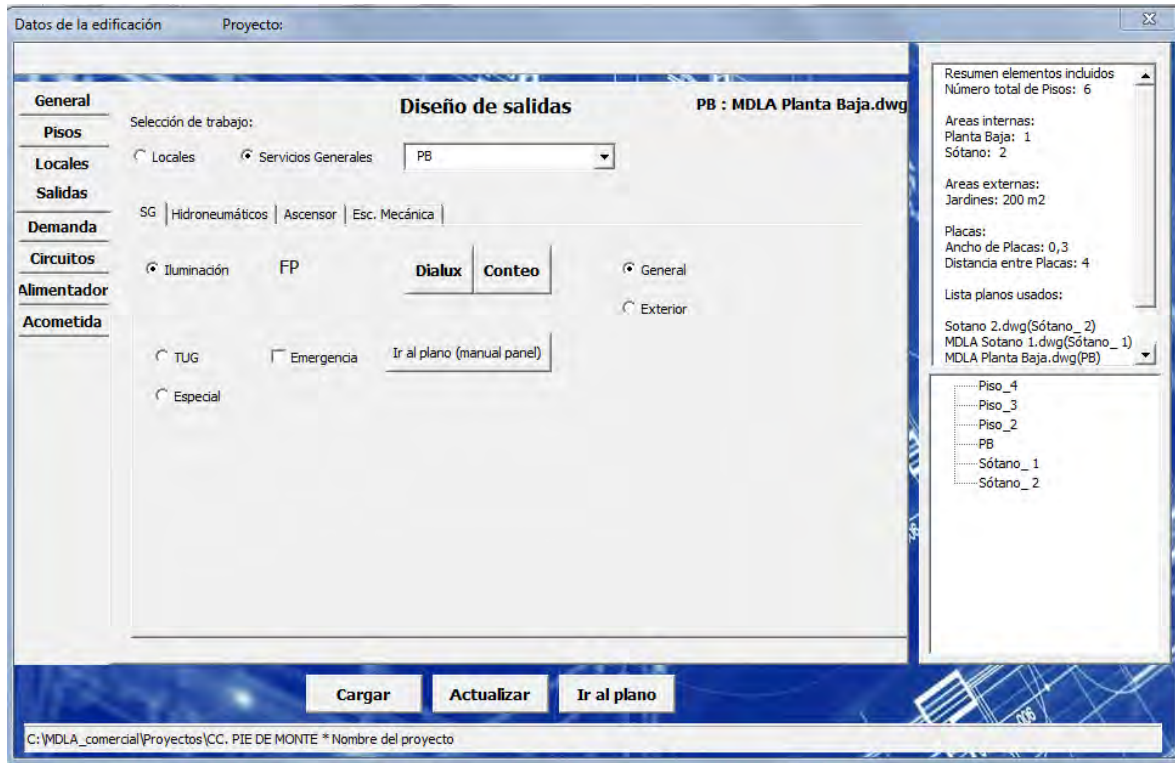 Datos de la edificación Proyecto:
General
Pisos
Locales
Salidas
Demanda
Circuitos
Alimentador
Acometida
Diseño de salidas PB : MDLA Planta Baja.dwg
Selección de trabajo:
Locales Servicios Generales PB
SG Hidroneumáticos Ascensor Esc. Mecánica
Iluminación FP Dialux Conteo General
Exterior
TUG Emergencia Ir al plano (manual panel)
Especial
Resumen elementos incluidos
Número total de Pisos: 6
Areas internas:
Planta Baja: 1
Sótano: 2
Areas externas:
Jardines: 200 m2
Placas:
Ancho de Placas: 0,3
Distancia entre Placas: 4
Lista planos usados:
Sotano 2.dwg(Sótano_ 2)
MDLA Sotano 1.dwg(Sótano_ 1)
MDLA Planta Baja.dwg(PB)
Piso_4
Piso_3
Piso_2
PB
Sótano_ 1
Sótano_ 2
Cargar Actualizar Ir al plano
C:\MDLA_comercial\Proyectos\CC. PIE DE MONTE * Nombre del proyecto